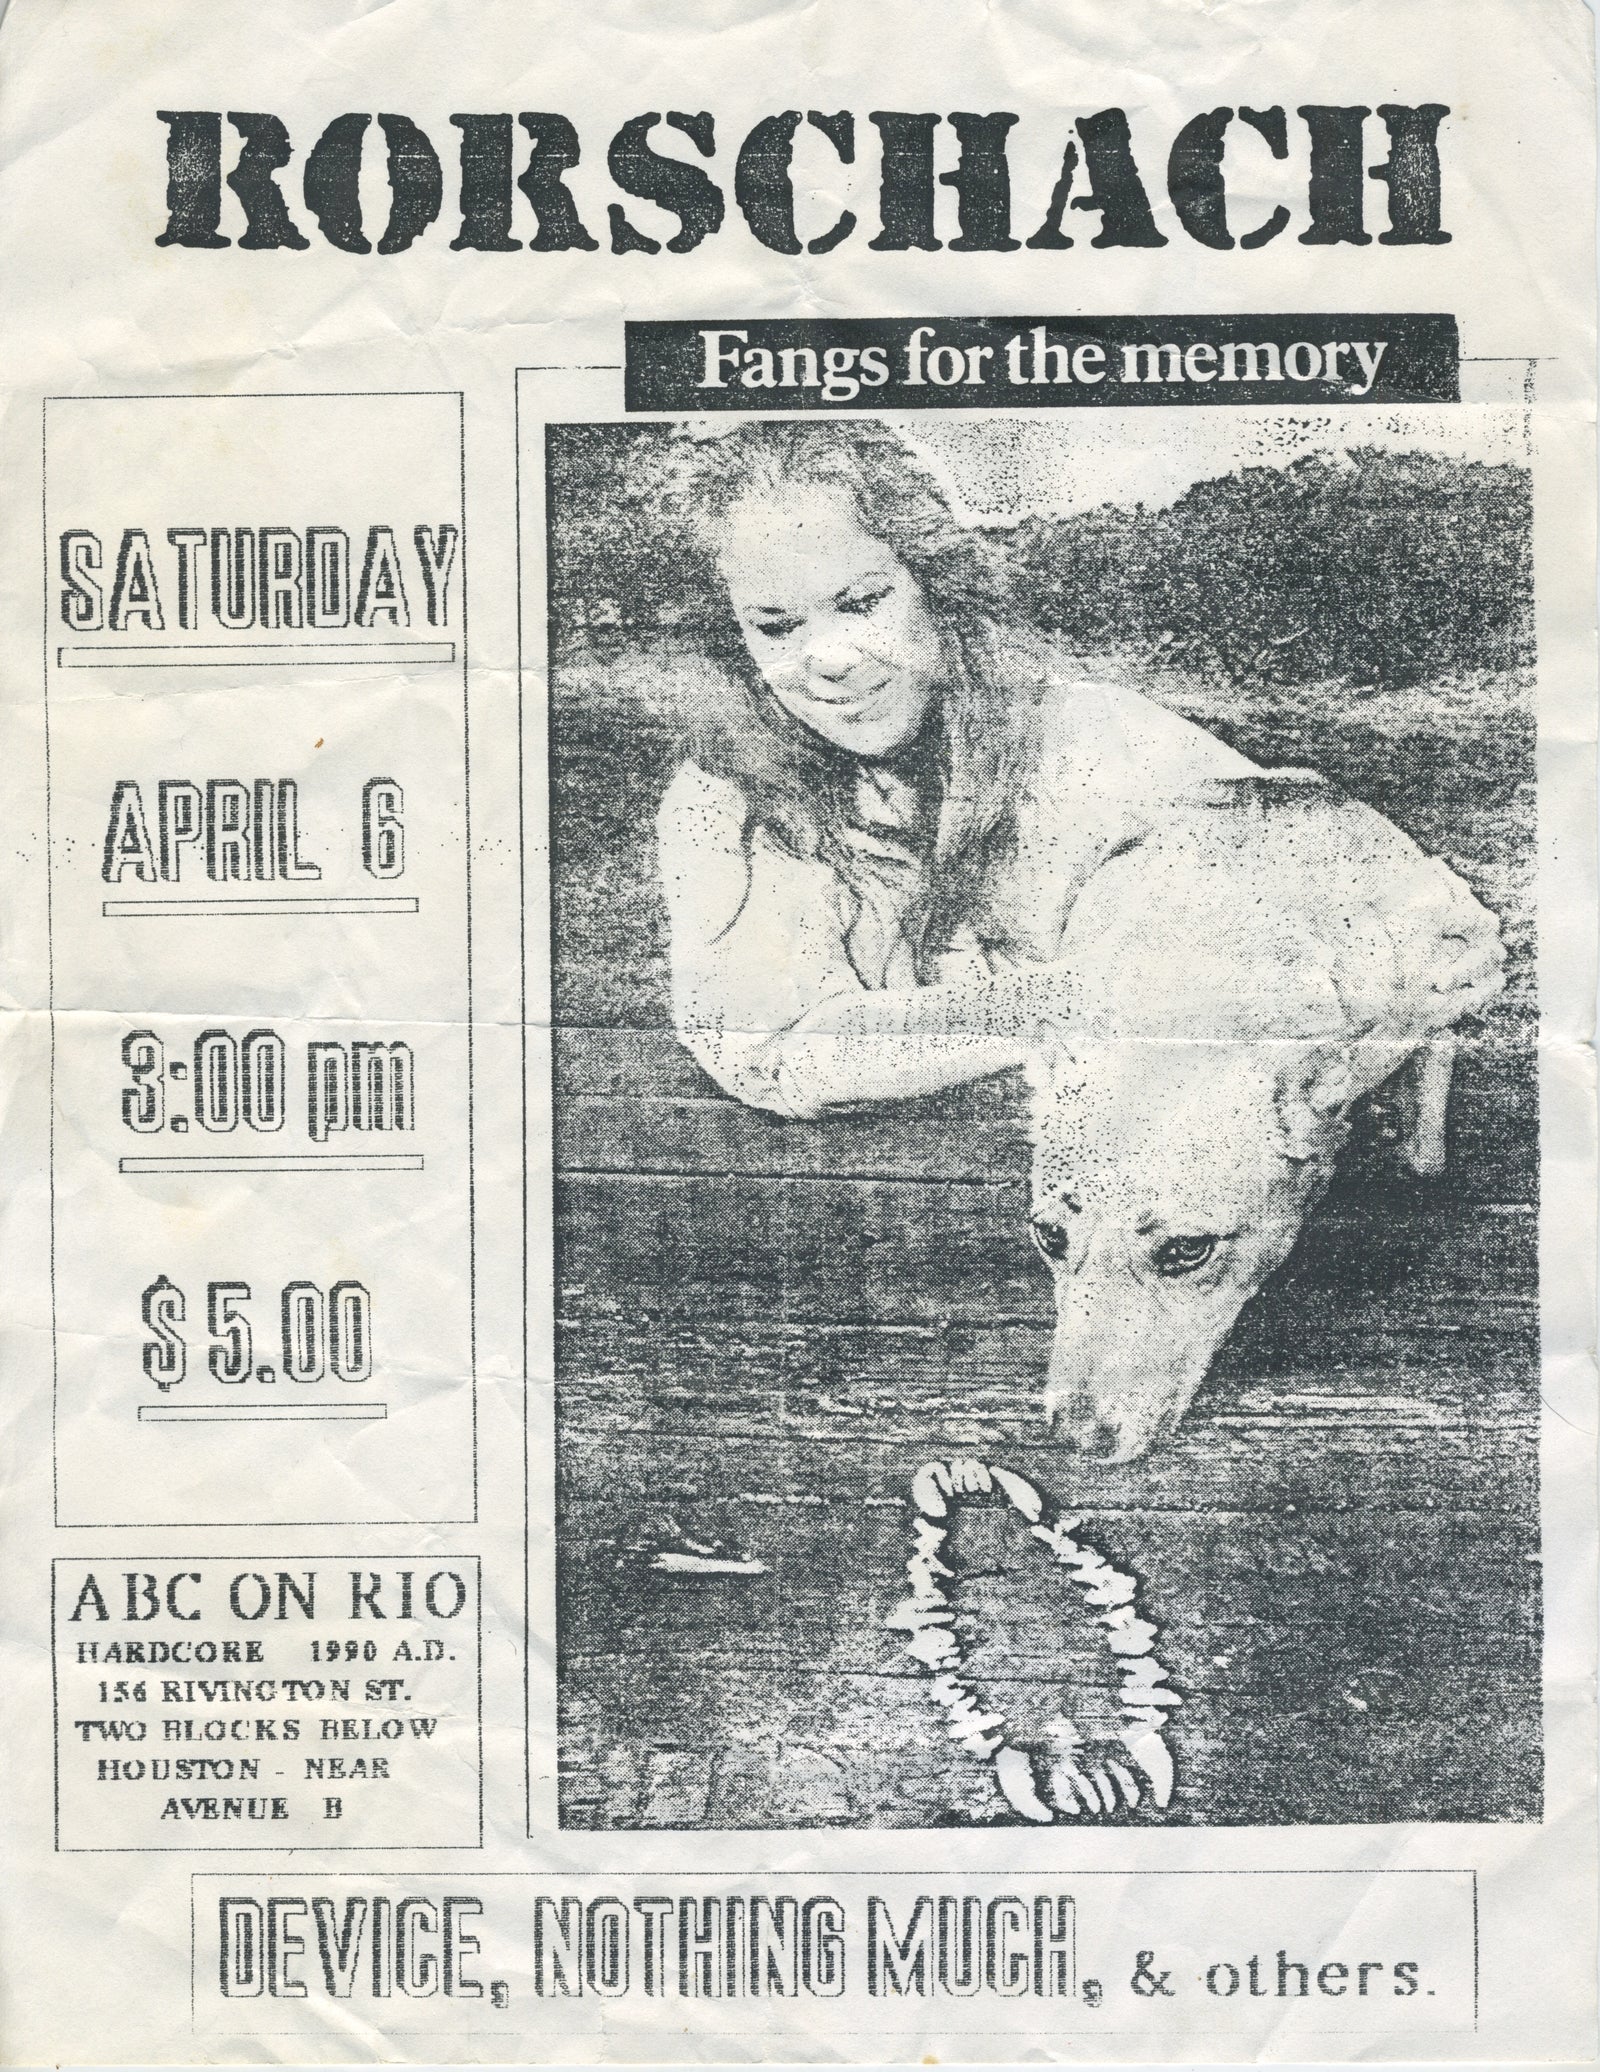 RORSCHACH
Fangs for the memory
SATURDAY
APRIL 6
3:00 pm
$5.00
ABC ON RIO
HARDCORE 1990 A.D.
156 RIVINGTON ST.
TWO BLOCKS BELOW
HOUSTON - NEAR
AVENUE B
DEVICE, NOTHING MUCH, & others.